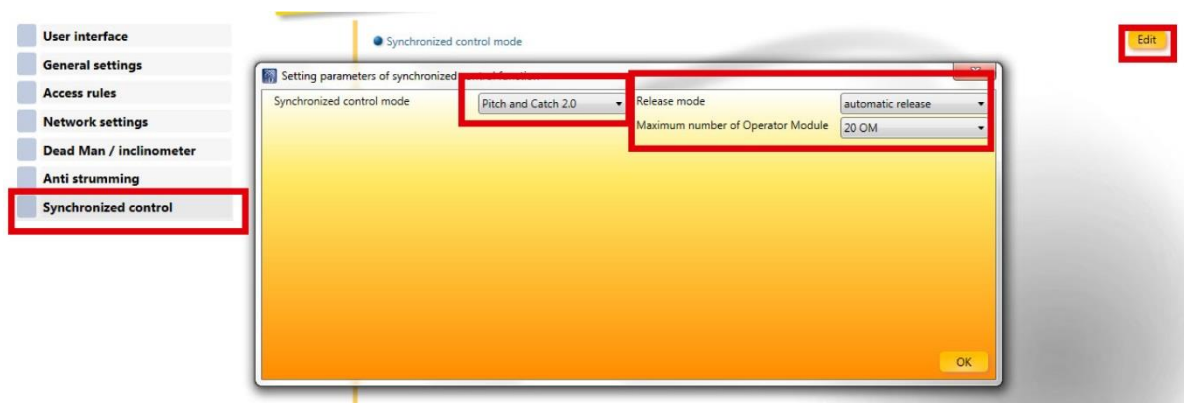 User interface
General settings
Access rules
Network settings
Dead Man / inclinometer
Anti strumming
Synchronized control
Synchronized control mode
Edit
Setting parameters of synchronized control function
Synchronized control mode
Pitch and Catch 2.0
Release mode
automatic release
Maximum number of Operator Module
20 OM
OK